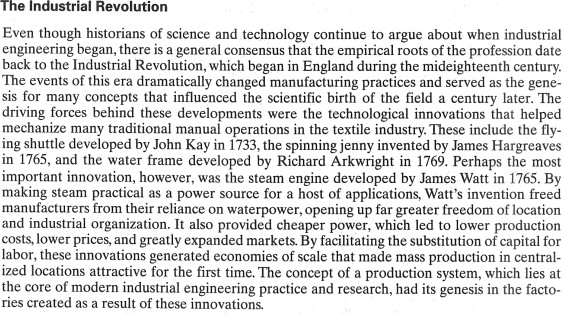 The Industrial Revolution
Even though historians of science and technology continue to argue about when industrial
engineering began, there is a general consensus that the empirical roots of the profession date
back to the Industrial Revolution, which began in England during the mideighteenth century.
The events of this era dramatically changed manufacturing practices and served as the gene-
sis for many concepts that influenced the scientific birth of the field a century later. The
driving forces behind these developments were the technological innovations that helped
mechanize many traditional manual operations in the textile industry. These include the fly-
ing shuttle developed by John Kay in 1733, the spinning jenny invented by James Hargreaves
in 1765, and the water frame developed by Richard Arkwright in 1769. Perhaps the most
important innovation, however, was the steam engine developed by James Watt in 1765. By
making steam practical as a power source for a host of applications, Watt's invention freed
manufacturers from their reliance on waterpower, opening up far greater freedom of location
and industrial organization. It also provided cheaper power, which led to lower production
costs, lower prices, and greatly expanded markets. By facilitating the substitution of capital for
labor, these innovations generated economies of scale that made mass production in central-
ized locations attractive for the first time. The concept of a production system, which lies at
the core of modern industrial engineering practice and research, had its genesis in the facto-
ries created as a result of these innovations.